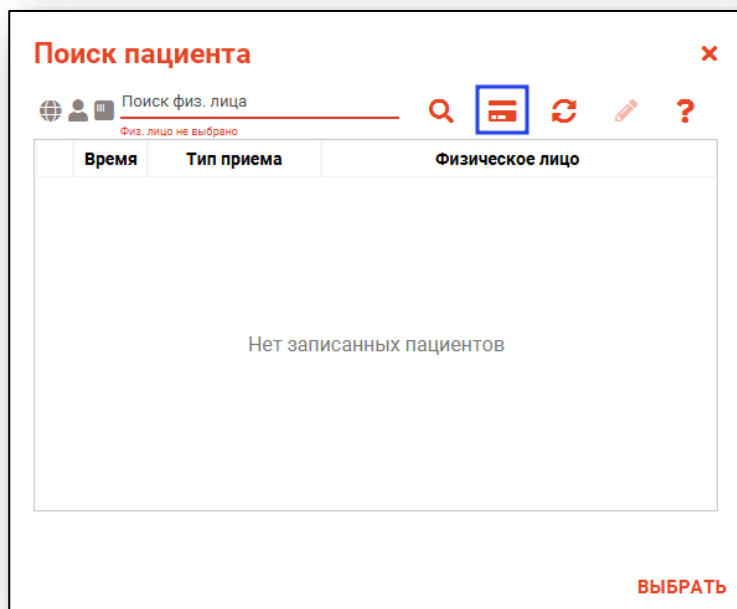 Поиск пациента
Поиск физ. лица
Физ. лицо не выбрано
Время Тип приема Физическое лицо
Нет записанных пациентов
ВЫБРАТЬ